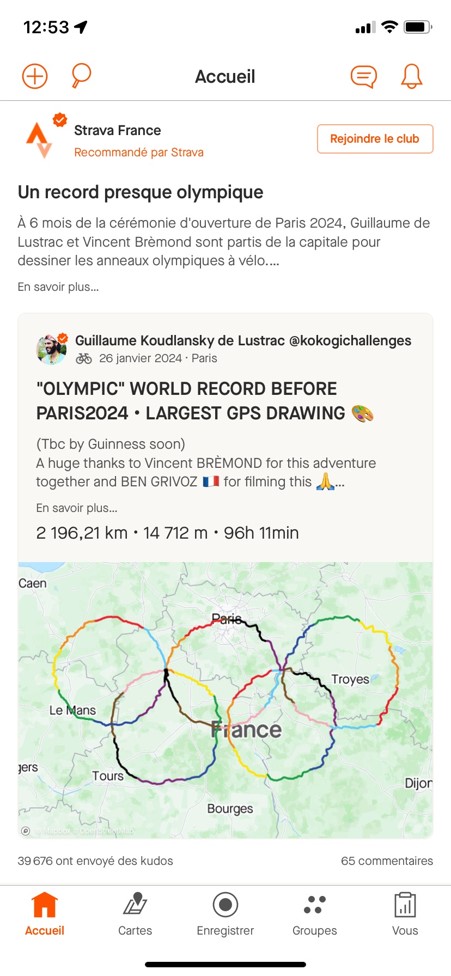 12:53
Accueil
Strava France
Recommandé par Strava
Rejoindre le club
Un record presque olympique
À 6 mois de la cérémonie d'ouverture de Paris 2024, Guillaume de
Lustrac et Vincent Brèmond sont partis de la capitale pour
dessiner les anneaux olympiques à vélo....
En savoir plus...
Guillaume Koudlansky de Lustrac @kokogichallenges
26 janvier 2024 · Paris
"OLYMPIC" WORLD RECORD BEFORE
PARIS2024 • LARGEST GPS DRAWING 🎨
(Tbc by Guinness soon)
A huge thanks to Vincent BRÈMOND for this adventure
together and BEN GRIVOZ 🇫🇷 for filming this 🙏...
En savoir plus...
2 196,21 km • 14 712 m • 96h 11min
Caen
Paris
Troyes
Le Mans
France
gers
Tours
Dijon
Bourges
39 676 ont envoyé des kudos
65 commentaires
Accueil
Cartes
Enregistrer
Groupes
Vous